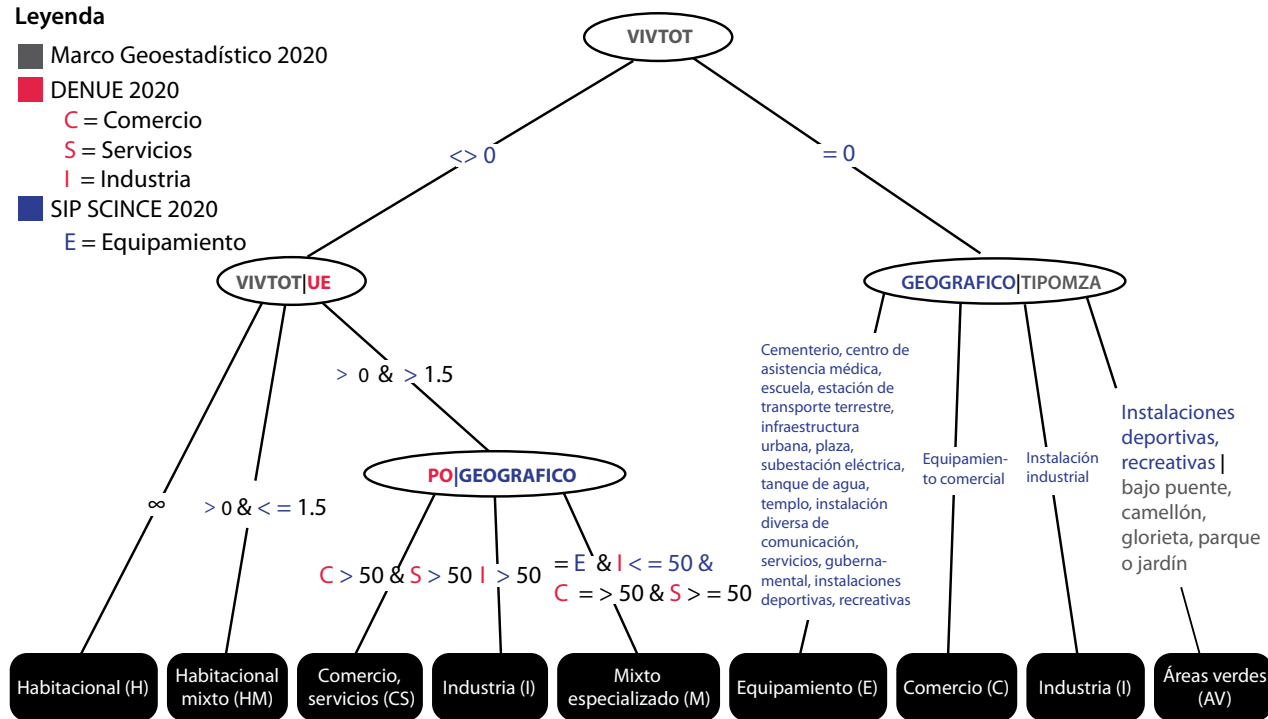 Leyenda
Marco Geoestadístico 2020
DENUE 2020
C = Comercio
S = Servicios
I = Industria
SIP SCINCE 2020
E = Equipamiento
VIVTOT
<> 0
= 0
VIVTOT|UE
GEOGRAFICO|TIPOMZA
> 0 & > 1.5
∞
> 0 & < = 1.5
PO|GEOGRAFICO
C > 50 & S > 50
I > 50
= E & I < = 50 &
C = > 50 & S > = 50
Cementerio, centro de
asistencia médica,
escuela, estación de
transporte terrestre,
infraestructura
urbana, plaza,
subestación eléctrica,
tanque de agua,
templo, instalación
diversa de
comunicación,
servicios, guberna-
mental, instalaciones
deportivas, recreativas
Equipamien-
to comercial
Instalación
industrial
Instalaciones
deportivas,
recreativas |
bajo puente,
camellón,
glorieta, parque
o jardín
Habitacional (H)
Habitacional
mixto (HM)
Comercio,
servicios (CS)
Industria (I)
Mixto
especializado (M)
Equipamiento (E)
Comercio (C)
Industria (I)
Áreas verdes
(AV)